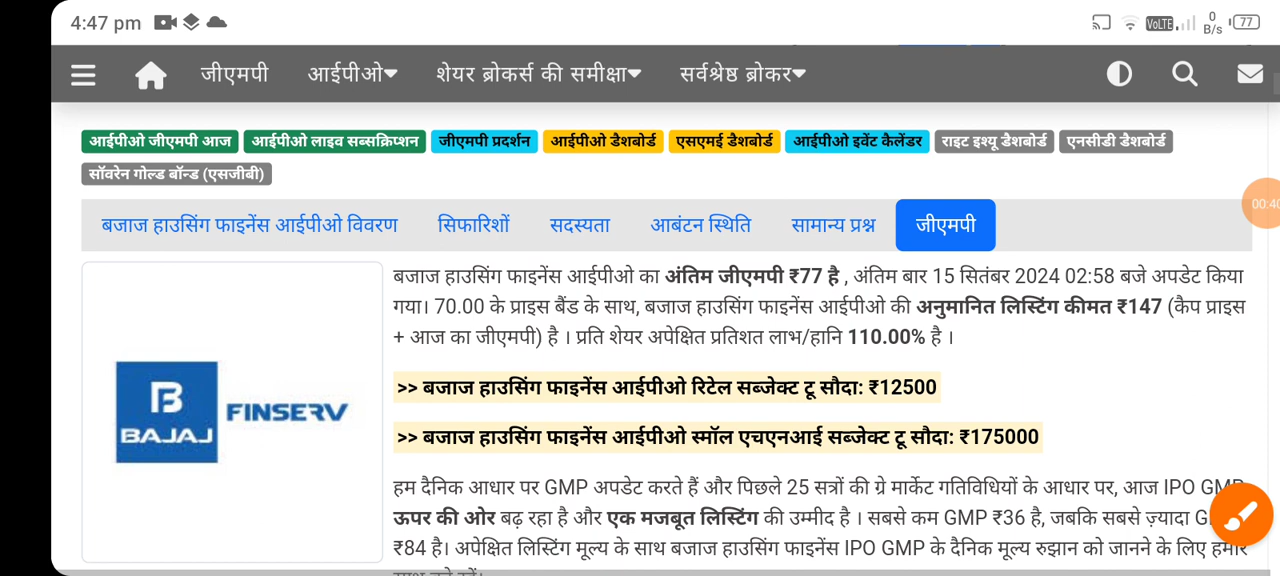 4:47 pm VoLTE 0 B/s 77
जीएमपी आईपीओ शेयर ब्रोकर्स की समीक्षा सर्वश्रेष्ठ ब्रोकर
आईपीओ जीएमपी आज आईपीओ लाइव सब्सक्रिप्शन जीएमपी प्रदर्शन आईपीओ डैशबोर्ड एसएमई डैशबोर्ड आईपीओ इवेंट कैलेंडर राइट इश्यू डैशबोर्ड एनसीडी डैशबोर्ड
सॉवरेन गोल्ड बॉन्ड (एसजीबी)
00:40
बजाज हाउसिंग फाइनेंस आईपीओ विवरण सिफारिशों सदस्यता आबंटन स्थिति सामान्य प्रश्न जीएमपी
बजाज हाउसिंग फाइनेंस आईपीओ का अंतिम जीएमपी ₹77 है , अंतिम बार 15 सितंबर 2024 02:58 बजे अपडेट किया
गया। 70.00 के प्राइस बैंड के साथ, बजाज हाउसिंग फाइनेंस आईपीओ की अनुमानित लिस्टिंग कीमत ₹147 (कैप प्राइस
+ आज का जीएमपी) है । प्रति शेयर अपेक्षित प्रतिशत लाभ/हानि 110.00% है ।
>> बजाज हाउसिंग फाइनेंस आईपीओ रिटेल सब्जेक्ट टू सौदा: ₹12500
B BAJAJ FINSERV
>> बजाज हाउसिंग फाइनेंस आईपीओ स्मॉल एचएनआई सब्जेक्ट टू सौदा: ₹175000
हम दैनिक आधार पर GMP अपडेट करते हैं और पिछले 25 सत्रों की ग्रे मार्केट गतिविधियों के आधार पर, आज IPO GMP
ऊपर की ओर बढ़ रहा है और एक मजबूत लिस्टिंग की उम्मीद है । सबसे कम GMP ₹36 है, जबकि सबसे ज़्यादा
₹84 है। अपेक्षित लिस्टिंग मूल्य के साथ बजाज हाउसिंग फाइनेंस IPO GMP के दैनिक मूल्य रुझान को जानने के लिए हमारे